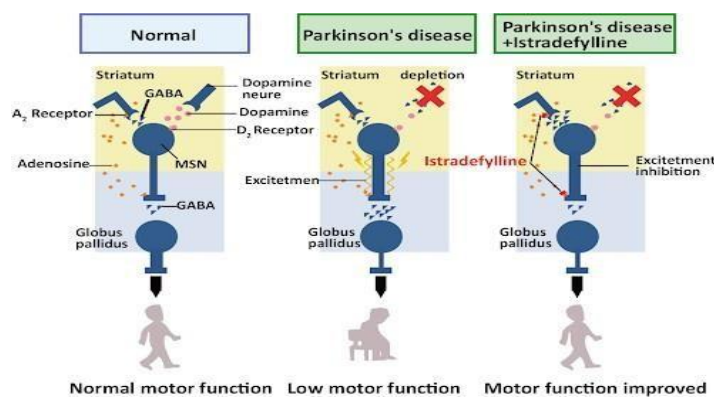 Normal
Parkinson's disease
Parkinson's disease
+Istradefylline
Striatum
GABA
Dopamine
neure
A2 Receptor
Dopamine
D2 Receptor
MSN
Adenosine
GABA
Globus
pallidus
Normal motor function
Striatum
depletion
Excitetmen
Globus
pallidus
Low motor function
Striatum
Istradefylline
Excitetment
inhibition
Globus
pallidus
Motor function improved